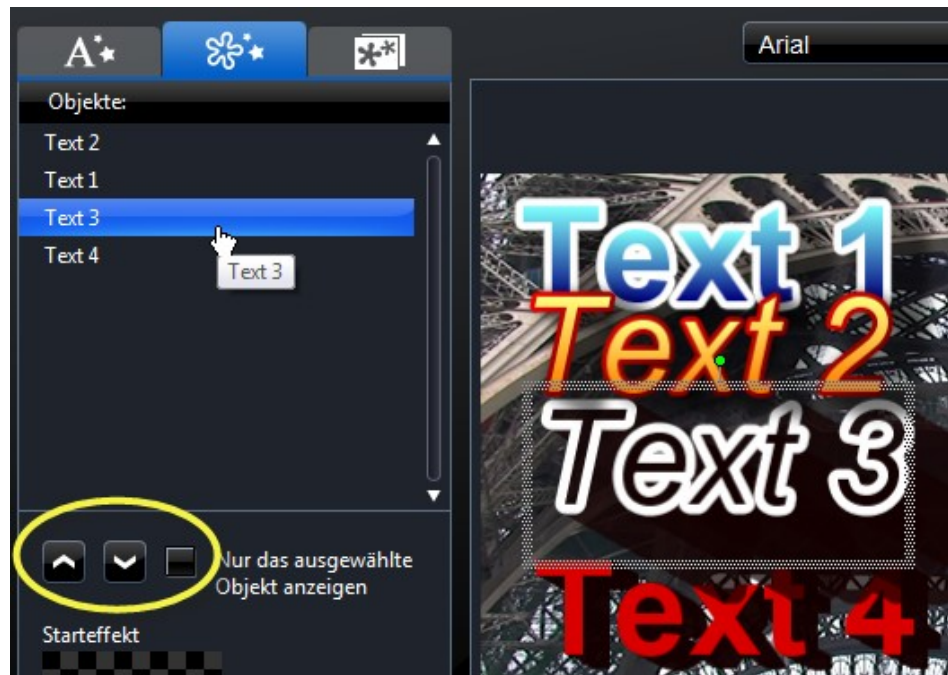 Arial
Objekte:
Text 2
Text 1
Text 3
Text 4
Text 3
Nur das ausgewählte
Objekt anzeigen
Starteffekt
Text 1
Text 2
Text 3
Text 4